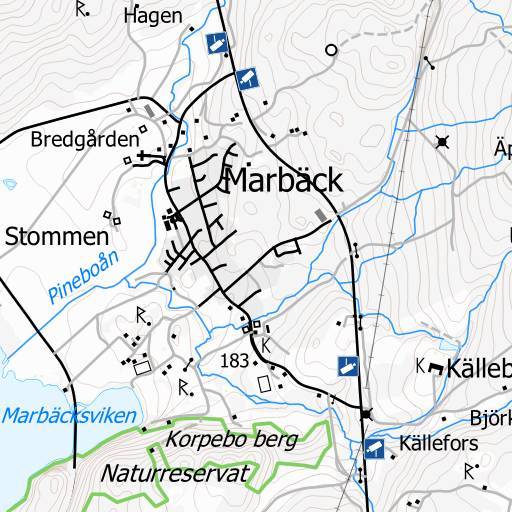 Hagen
R
Bredgården
Äp
Marbäck
Stommen
Pineboån
R
K
183
R
K
Källeb
Marbäcksviken
Björk
Korpebo berg
Källefors
Naturreservat
R